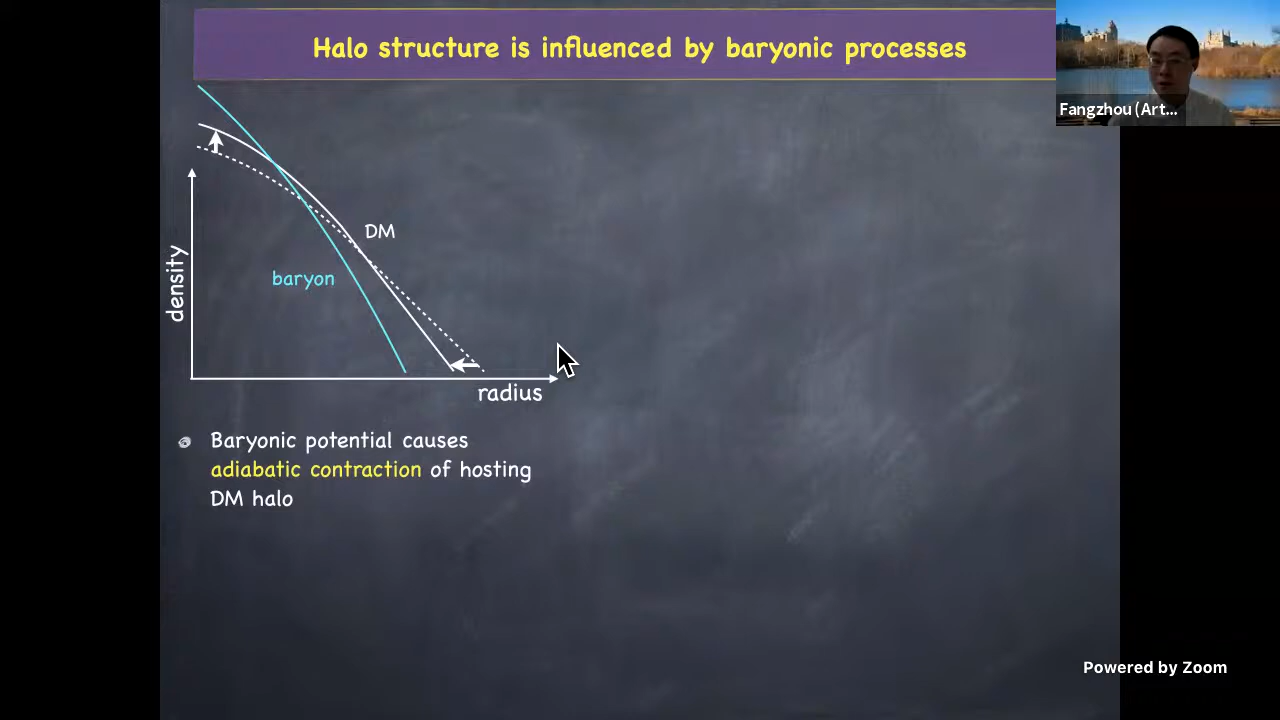 Halo structure is influenced by baryonic processes
Fangzhou (Art...
DM
baryon
density
radius
Baryonic potential causes
adiabatic contraction of hosting
DM halo
Powered by Zoom